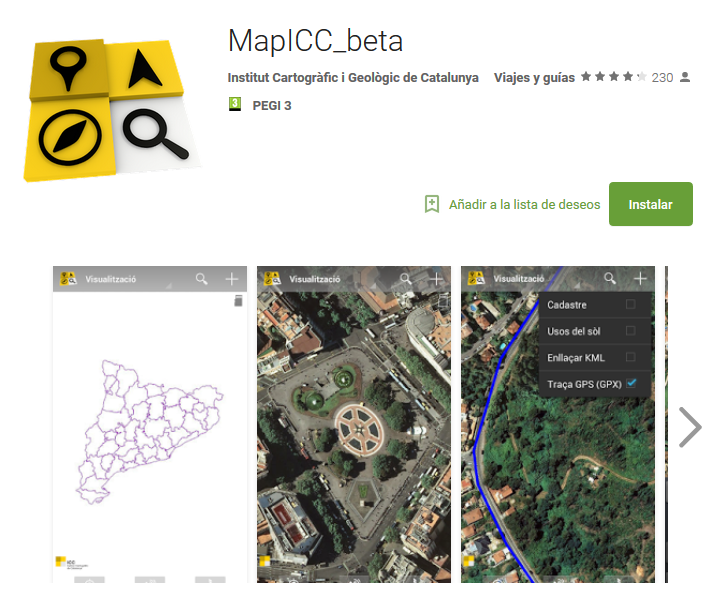 MapICC_beta
Institut Cartogràfic i Geològic de Catalunya Viajes y guías 230
3 PEGI 3
Añadir a la lista de deseos Instalar
Visualització
icc
Visualització
Visualització
Cadastre
Usos del sòl
Enllaçar KML
Traça GPS (GPX)